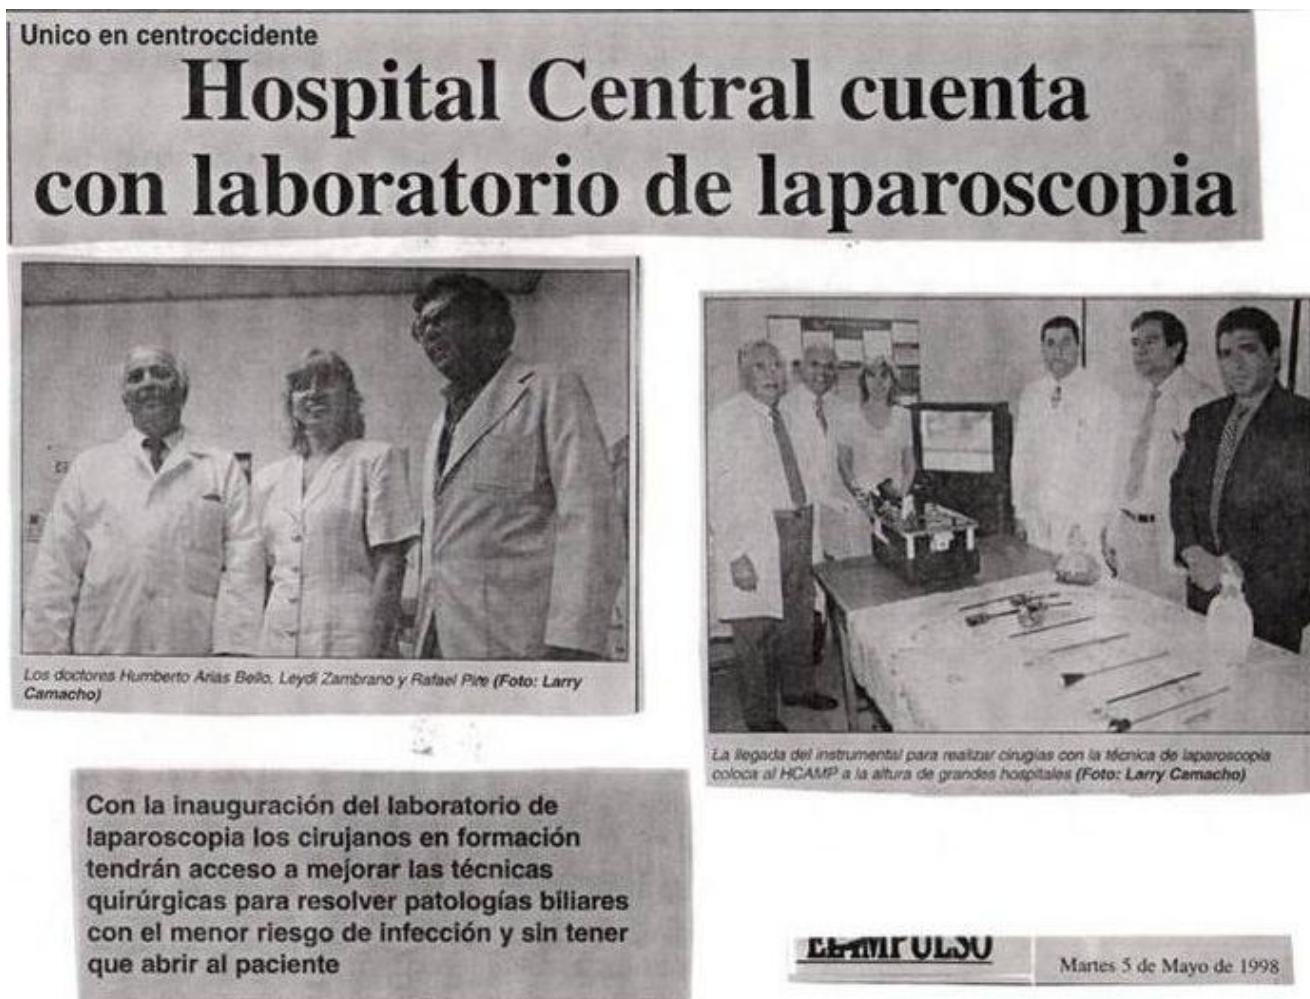 Unico en centroccidente
Hospital Central cuenta
con laboratorio de laparoscopia
Los doctores Humberto Arias Bello, Leydi Zambrano y Rafael Pire (Foto: Larry
Camacho)
La llegada del instrumental para realizar cirugías con la técnica de laparoscopia
coloca al HCAMP a la altura de grandes hospitales (Foto: Larry Camacho)
Con la inauguración del laboratorio de
laparoscopia los cirujanos en formación
tendrán acceso a mejorar las técnicas
quirúrgicas para resolver patologías biliares
con el menor riesgo de infección y sin tener
que abrir al paciente
EL IMPULSO
Martes 5 de Mayo de 1998